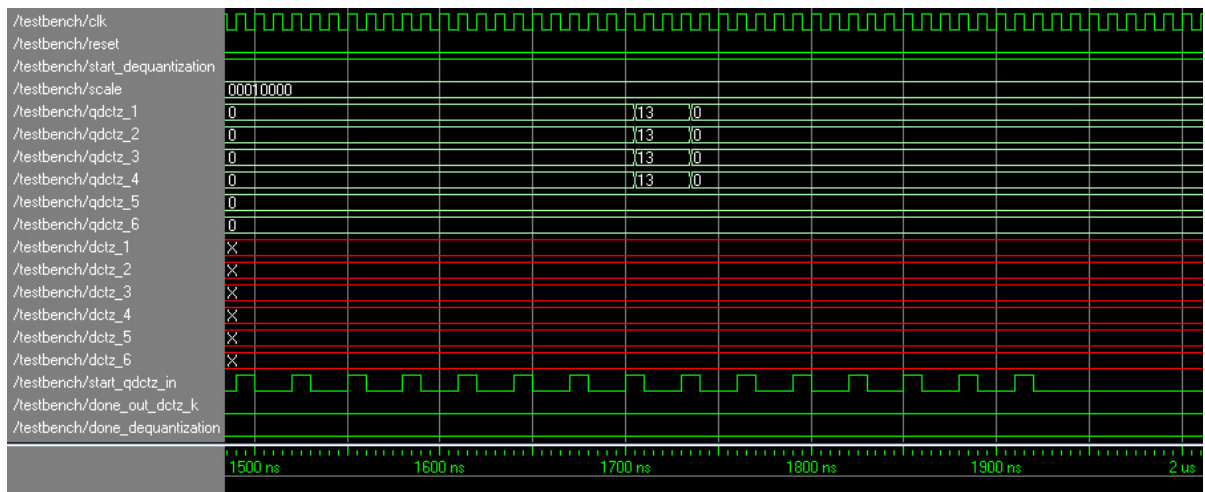 /testbench/clk
/testbench/reset
/testbench/start_dequantization
/testbench/scale 00010000
/testbench/qdctz_1 0 13 0
/testbench/qdctz_2 0 13 0
/testbench/qdctz_3 0 13 0
/testbench/qdctz_4 0 13 0
/testbench/qdctz_5 0
/testbench/qdctz_6 0
/testbench/dctz_1 X
/testbench/dctz_2 X
/testbench/dctz_3 X
/testbench/dctz_4 X
/testbench/dctz_5 X
/testbench/dctz_6 X
/testbench/start_qdctz_in
/testbench/done_out_dctz_k
/testbench/done_dequantization
1500 ns 1600 ns 1700 ns 1800 ns 1900 ns 2 us